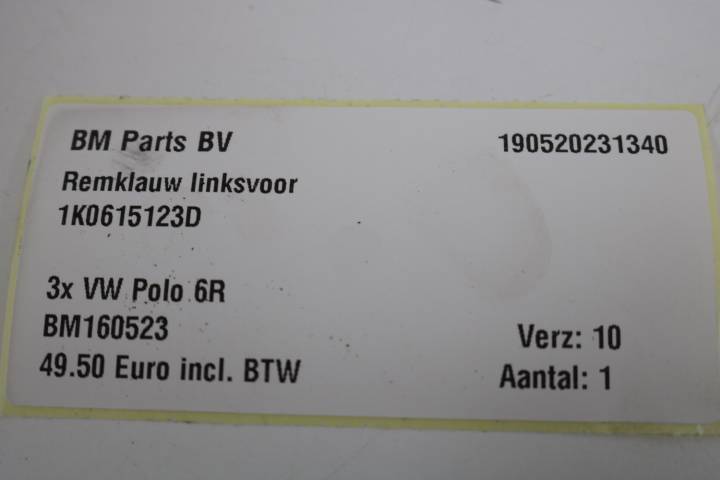 BM Parts BV 190520231340
Remklauw linksvoor
1K0615123D
3x VW Polo 6R
BM160523 Verz: 10
49.50 Euro incl. BTW Aantal: 1